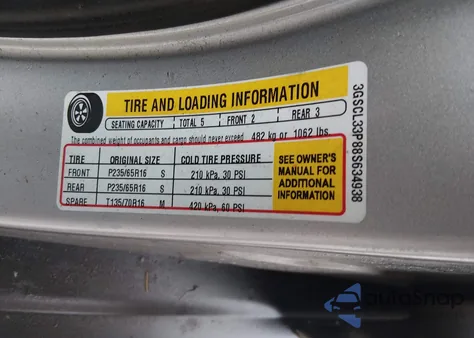 TIRE AND LOADING INFORMATION
SEATING CAPACITY TOTAL 5 FRONT 2 REAR 3
The combined weight of occupants and cargo should never exceed 482 kg or 1062 lbs
TIRE ORIGINAL SIZE COLD TIRE PRESSURE
FRONT P235/65R16 S 210 kPa, 30 PSI
REAR P235/65R16 S 210 kPa, 30 PSI
SPARE T135/70R16 M 420 kPa, 60 PSI
SEE OWNER'S
MANUAL FOR
ADDITIONAL
INFORMATION
3GSCL33P88S634938
autoSnap